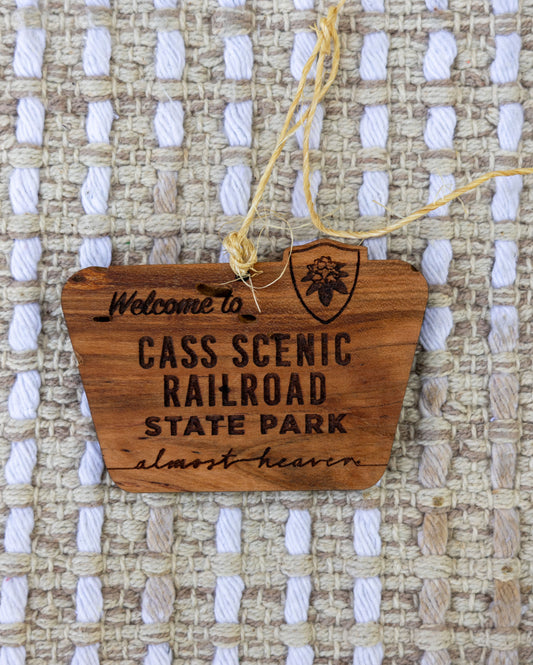 Welcome to
CASS SCENIC
RAILROAD
STATE PARK
almost heaven